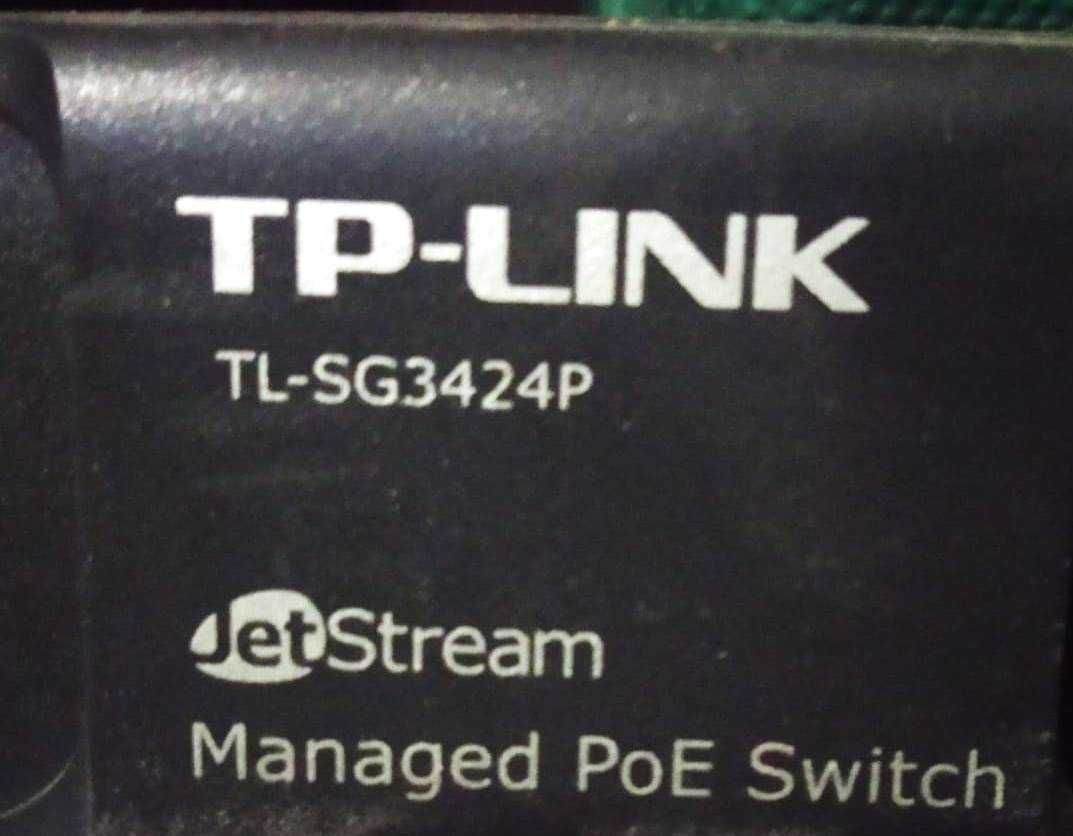 TP-LINK
TL-SG3424P
JetStream
Managed PoE Switch